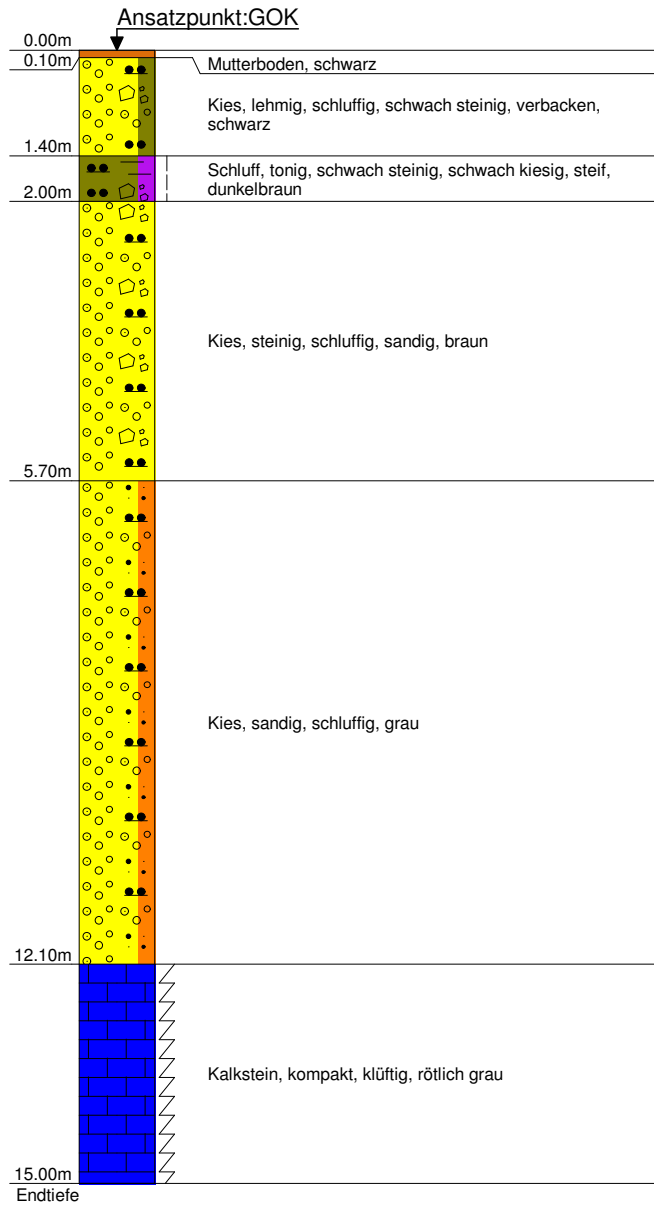 Ansatzpunkt:GOK
0.00m
0.10m
Mutterboden, schwarz
Kies, lehmig, schluffig, schwach steinig, verbacken,
schwarz
1.40m
Schluff, tonig, schwach steinig, schwach kiesig, steif,
dunkelbraun
2.00m
Kies, steinig, schluffig, sandig, braun
5.70m
Kies, sandig, schluffig, grau
12.10m
Kalkstein, kompakt, klüftig, rötlich grau
15.00m
Endtiefe